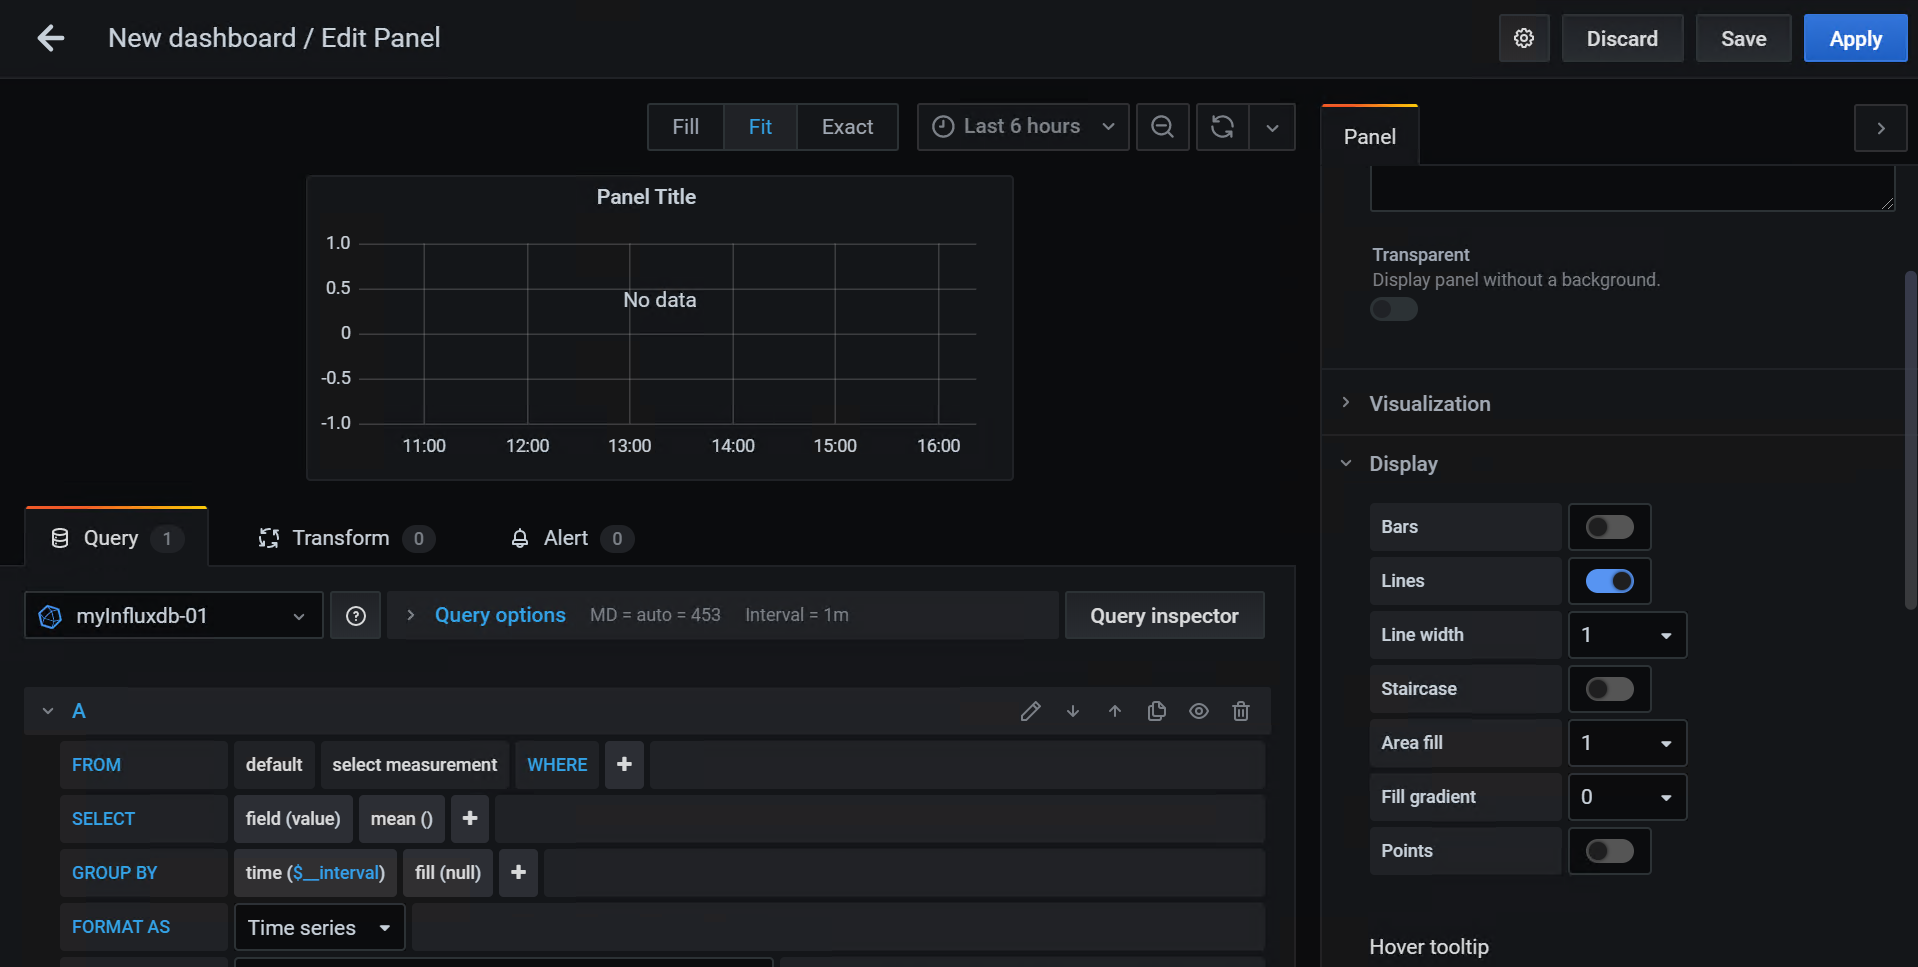 New dashboard / Edit Panel
Discard
Save
Apply
Fill
Fit
Exact
Last 6 hours
Panel Title
1.0
0.5
0
-0.5
-1.0
No data
11:00
12:00
13:00
14:00
15:00
16:00
Query 1
Transform 0
Alert 0
myInfluxdb-01
Query options MD = auto = 453 Interval = 1m
Query inspector
A
FROM default select measurement WHERE +
SELECT field (value) mean () +
GROUP BY time ($__interval) fill (null) +
FORMAT AS Time series
Panel
Transparent
Display panel without a background.
Visualization
Display
Bars
Lines
Line width 1
Staircase
Area fill 1
Fill gradient 0
Points
Hover tooltip